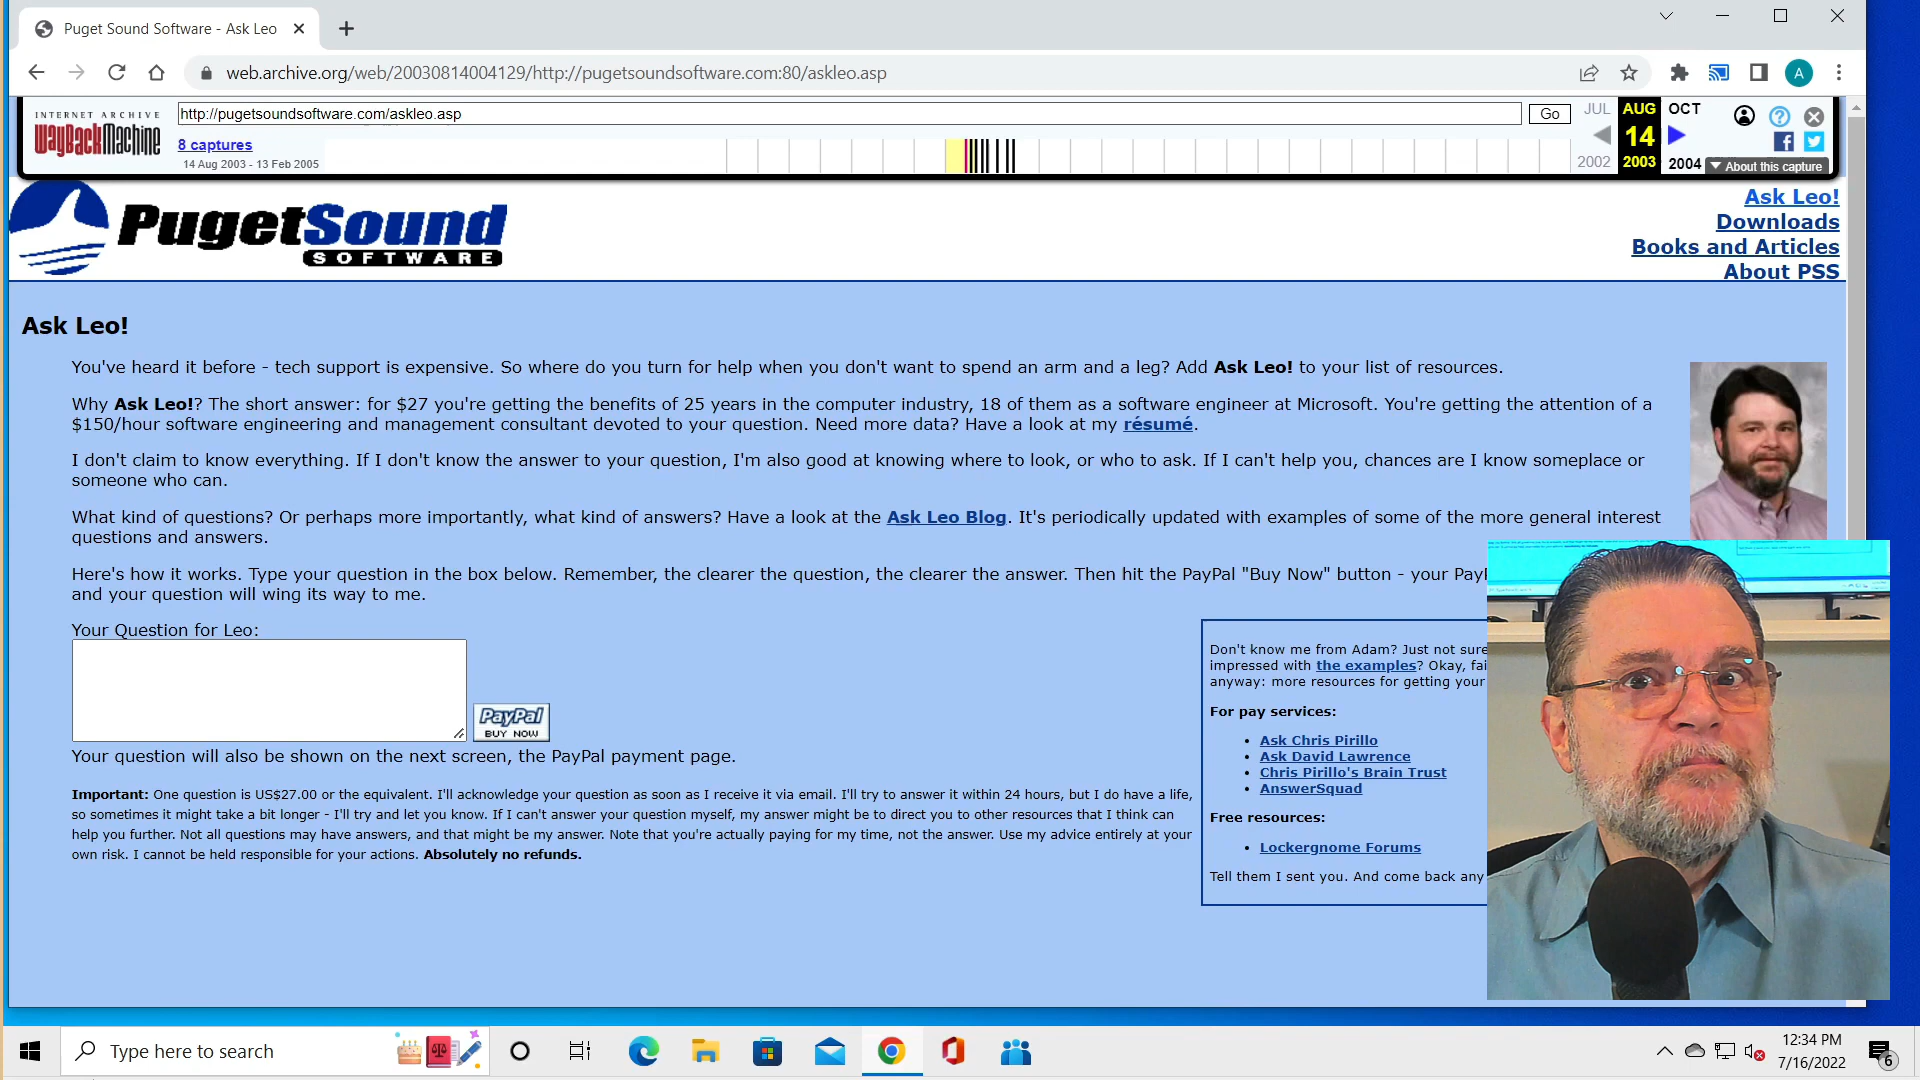 Puget Sound Software - Ask Leo
web.archive.org/web/20030814004129/http://pugetsoundsoftware.com:80/askleo.asp
A
INTERNET ARCHIVE
WayBackMachine
http://pugetsoundsoftware.com/askleo.asp
Go
JUL AUG OCT
8 captures
14 Aug 2003 - 13 Feb 2005
14
2002 2003 2004
About this capture
PugetSound
SOFTWARE
Ask Leo!
Downloads
Books and Articles
About PSS
Ask Leo!
You've heard it before - tech support is expensive. So where do you turn for help when you don't want to spend an arm and a leg? Add Ask Leo! to your list of resources.
Why Ask Leo!? The short answer: for $27 you're getting the benefits of 25 years in the computer industry, 18 of them as a software engineer at Microsoft. You're getting the attention of a
$150/hour software engineering and management consultant devoted to your question. Need more data? Have a look at my résumé.
I don't claim to know everything. If I don't know the answer to your question, I'm also good at knowing where to look, or who to ask. If I can't help you, chances are I know someplace or
someone who can.
What kind of questions? Or perhaps more importantly, what kind of answers? Have a look at the Ask Leo Blog. It's periodically updated with examples of some of the more general interest
questions and answers.
Here's how it works. Type your question in the box below. Remember, the clearer the question, the clearer the answer. Then hit the PayPal "Buy Now" button - your
and your question will wing its way to me.
Your Question for Leo:
PayPal
BUY NOW
Your question will also be shown on the next screen, the PayPal payment page.
Important: One question is US$27.00 or the equivalent. I'll acknowledge your question as soon as I receive it via email. I'll try to answer it within 24 hours, but I do have a life,
so sometimes it might take a bit longer - I'll try and let you know. If I can't answer your question myself, my answer might be to direct you to other resources that I think can
help you further. Not all questions may have answers, and that might be my answer. Note that you're actually paying for my time, not the answer. Use my advice entirely at your
own risk. I cannot be held responsible for your actions. Absolutely no refunds.
Don't know me from Adam? Just not sure
impressed with the examples? Okay,
anyway: more resources for getting your
For pay services:
Ask Chris Pirillo
Ask David Lawrence
Chris Pirillo's Brain Trust
AnswerSquad
Free resources:
Lockergnome Forums
Tell them I sent you. And come back any
Type here to search
12:34 PM
7/16/2022
6